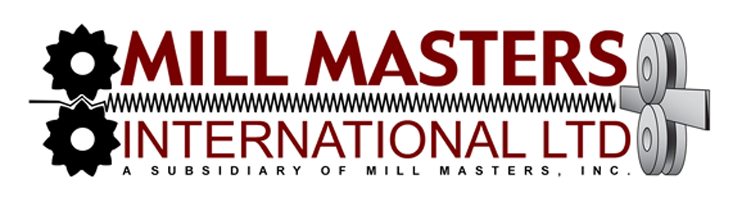 MILL MASTERS
INTERNATIONAL LTD
A SUBSIDIARY OF MILL MASTERS, INC.